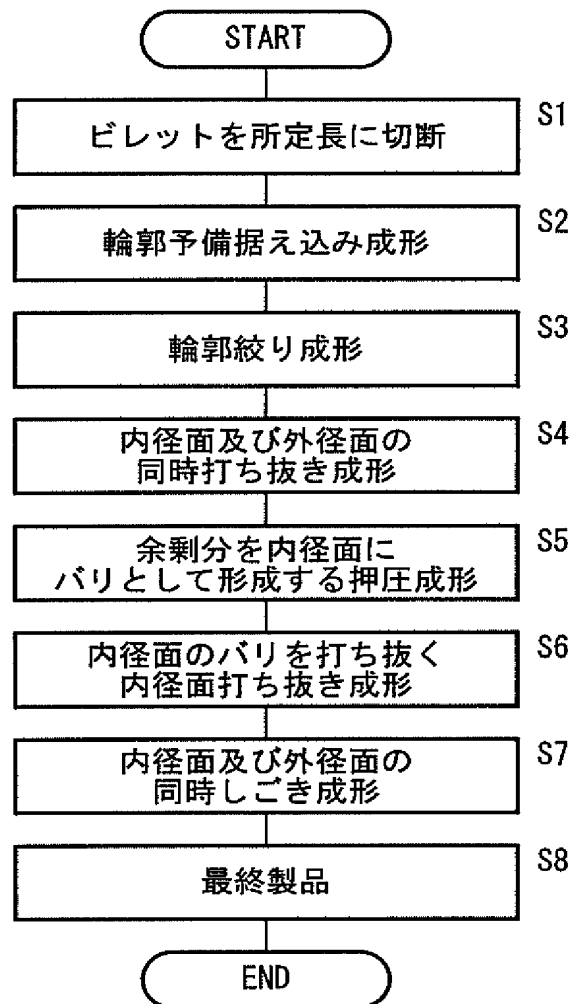 START
ビレットを所定長に切断
S1
輪郭予備据え込み成形
S2
輪郭絞り成形
S3
内径面及び外径面の
同時打ち抜き成形
S4
余剰分を内径面に
バリとして形成する押圧成形
S5
内径面のバリを打ち抜く
内径面打ち抜き成形
S6
内径面及び外径面の
同時しごき成形
S7
最終製品
S8
END